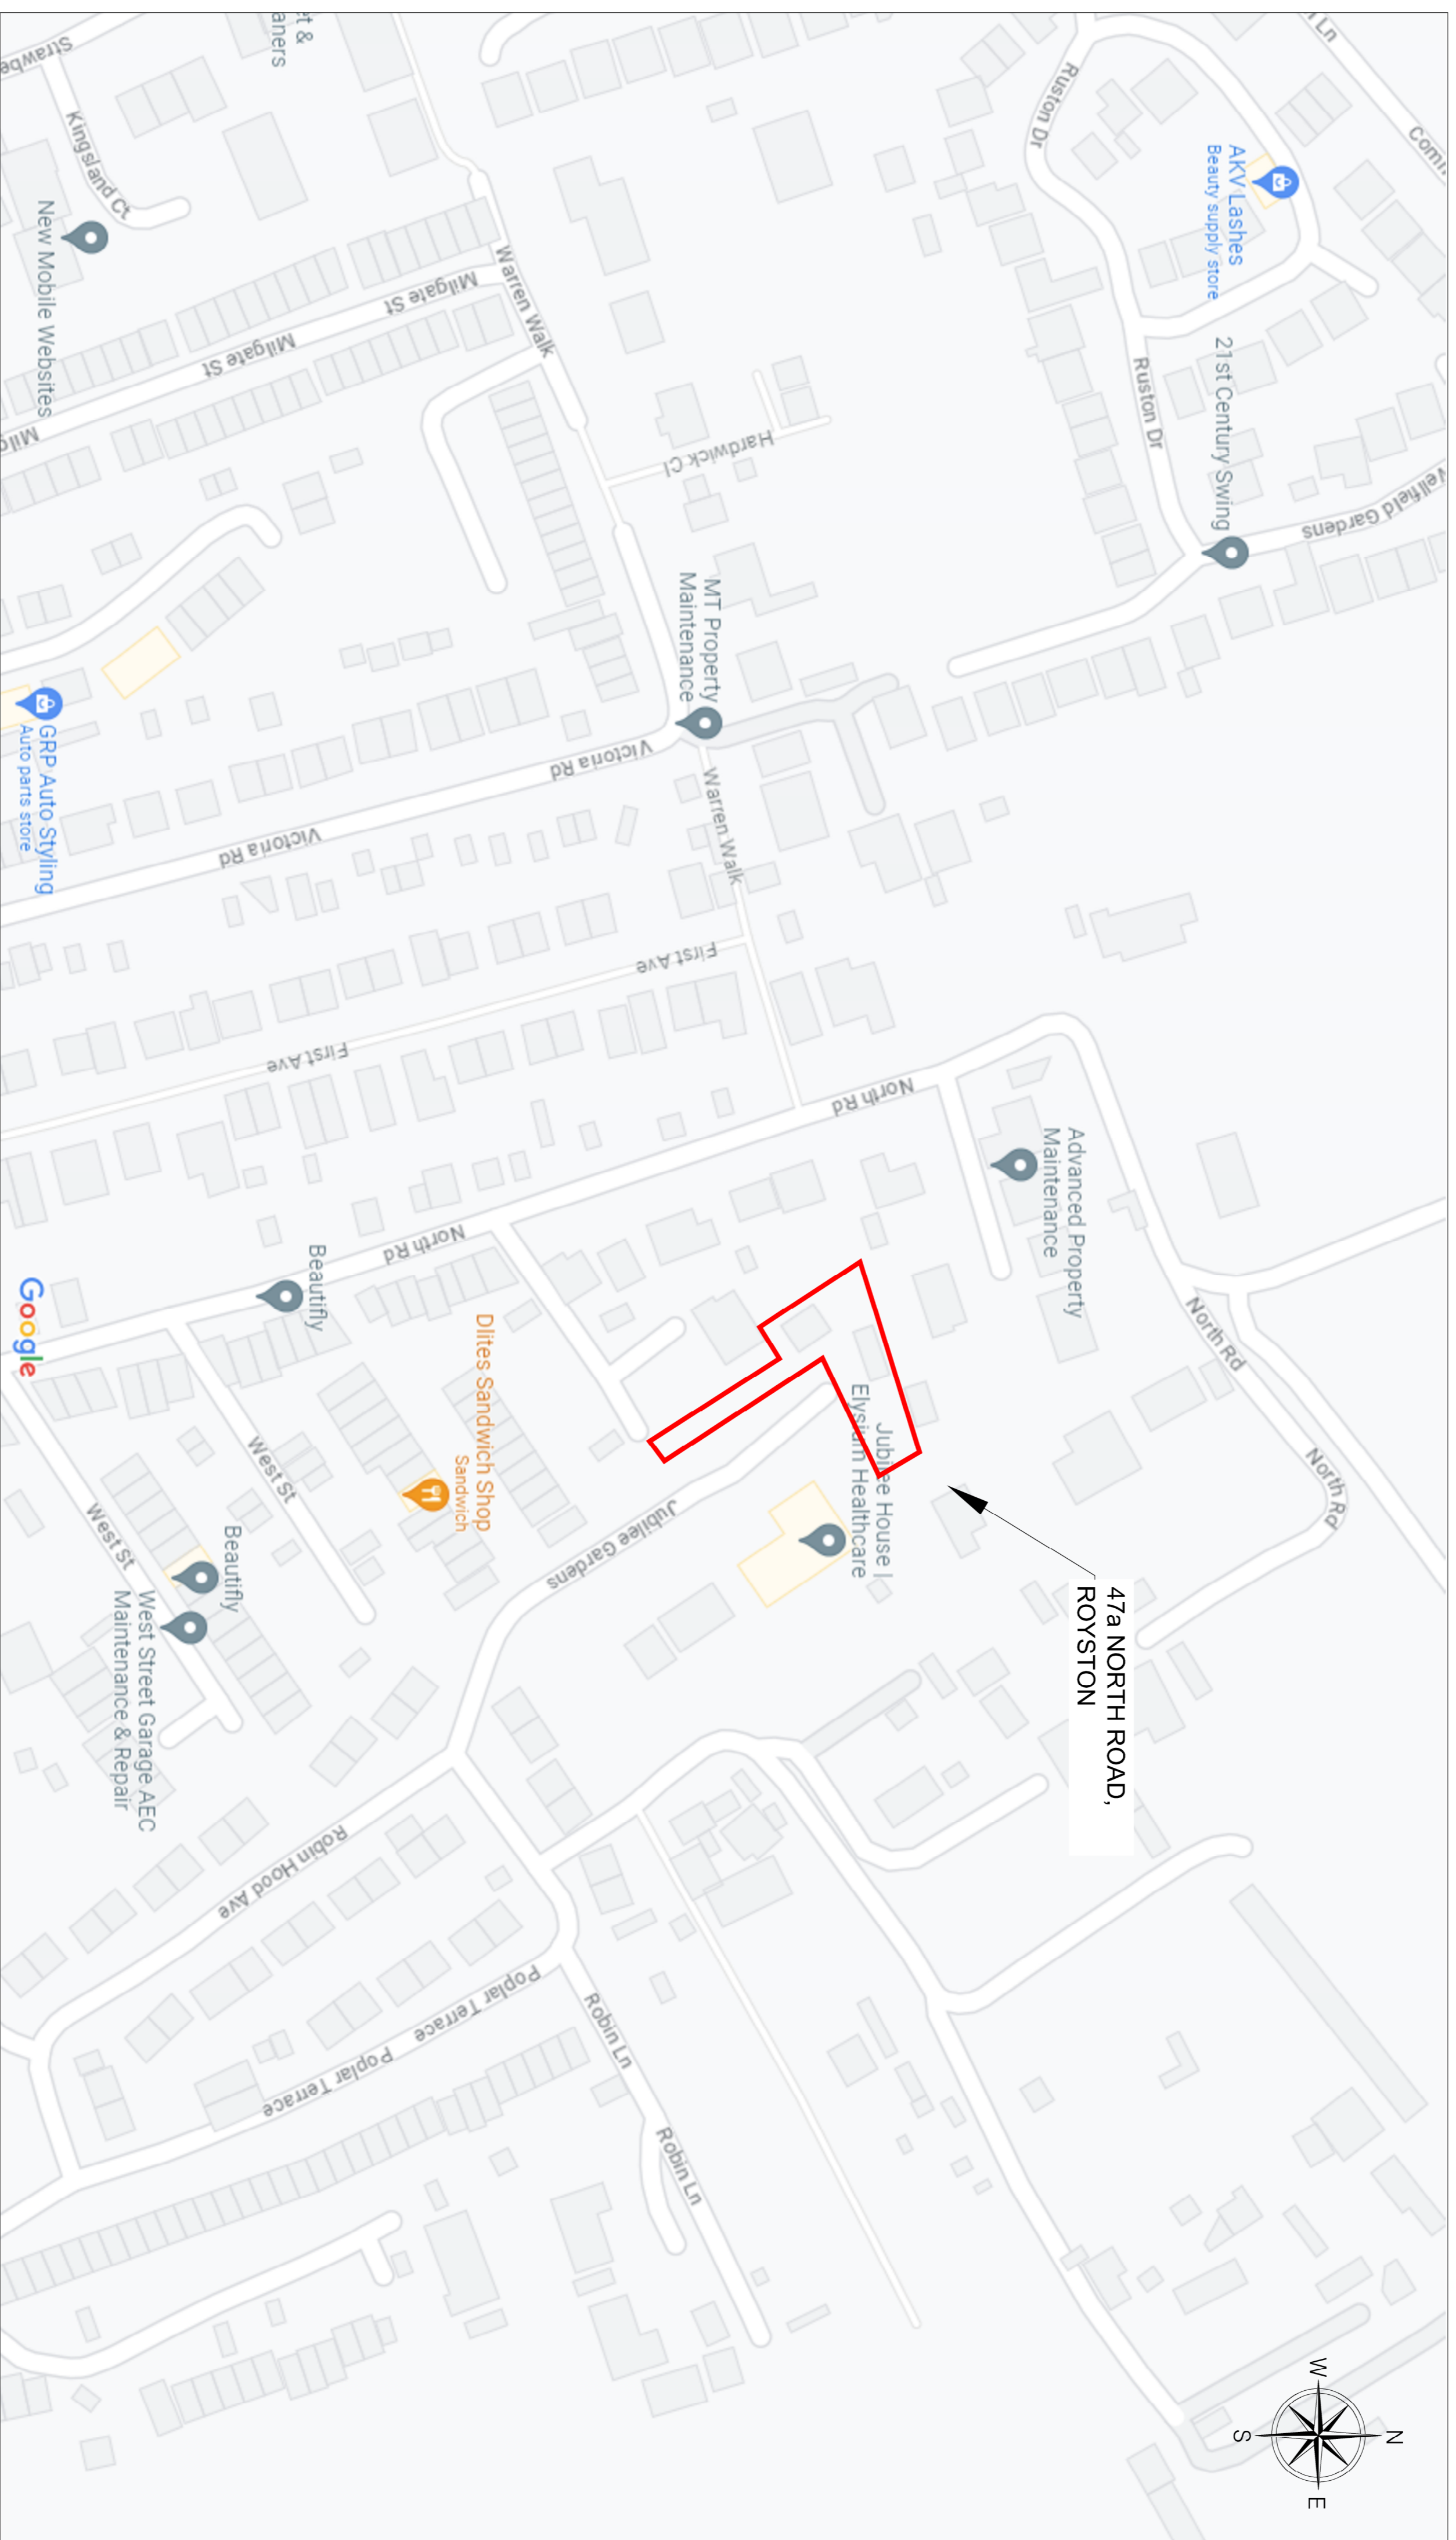 47a NORTH ROAD,
ROYSTON
N
W
E
S
Ruston Dr
AKV Lashes
Beauty supply store
Ruston Dr
21st Century Swing
Kingsland Ct
New Mobile Websites
Milgate St
Milgate St
Warren Walk
Hardwick Cl
MT Property
Maintenance
GRP Auto Styling
Auto parts store
Victoria Rd
Victoria Rd
Warren Walk
First Ave
First Ave
North Rd
Advanced Property
Maintenance
North Rd
North Rd
North Rd
Beautifly
Dlites Sandwich Shop
Sandwich
Jubilee House |
Elysium Healthcare
Jubilee Gardens
West St
West St
Beautifly
West Street Garage AEC
Maintenance & Repair
Robin Hood Ave
Poplar Terrace
Poplar Terrace
Robin Ln
Robin Ln
Google